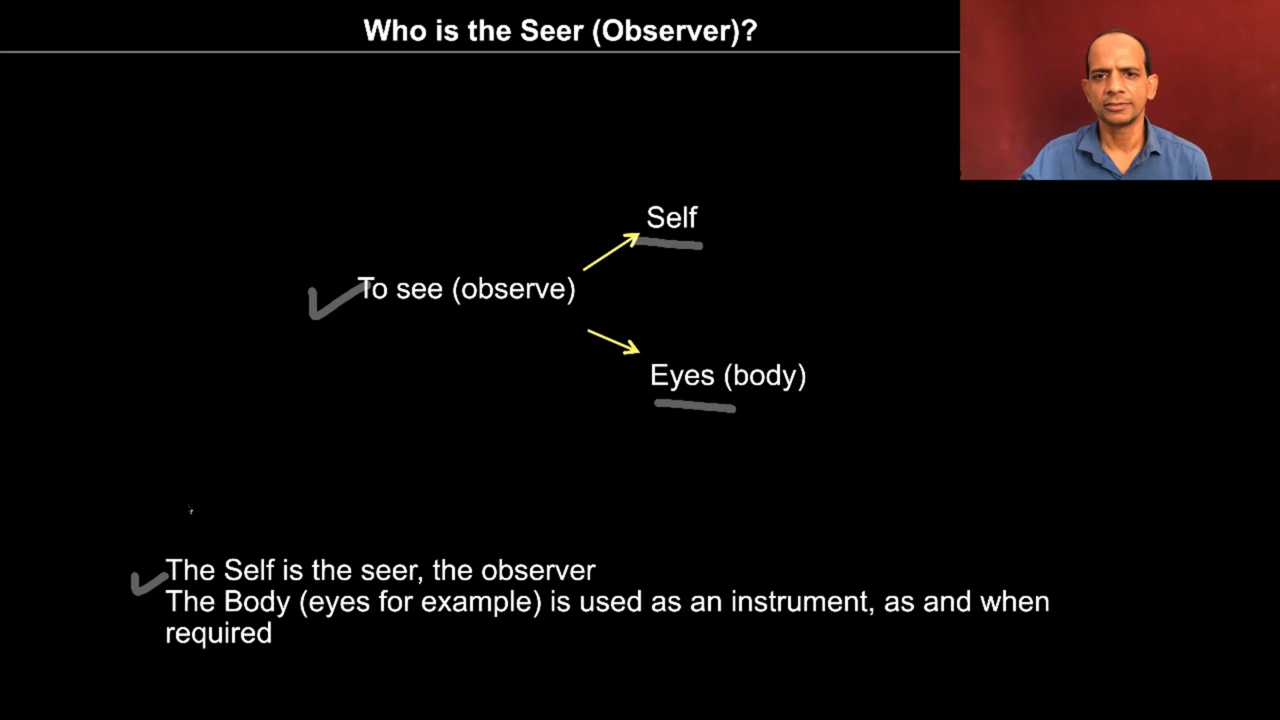 Who is the Seer (Observer)?
Self
To see (observe)
Eyes (body)
The Self is the seer, the observer
The Body (eyes for example) is used as an instrument, as and when
required